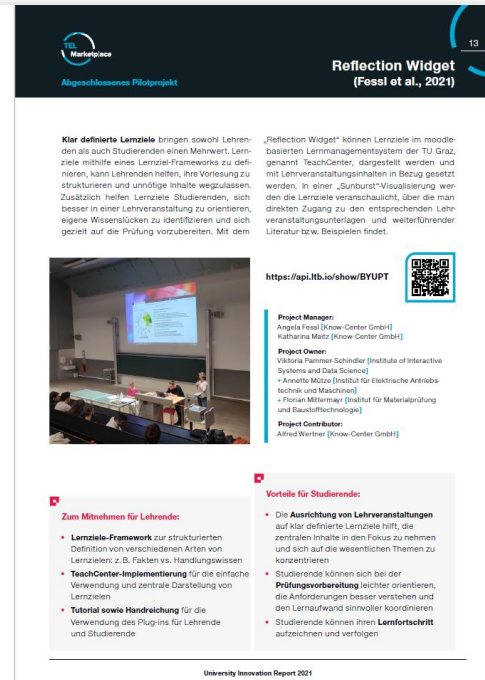 TEL
Marketplace
13
Abgeschlossenes Pilotprojekt
Reflection Widget
(Fessl et al., 2021)
Klar definierte Lernziele bringen sowohl Lehren-
den als auch Studierenden einen Mehrwert. Lern-
ziele mithilfe eines Lernziel-Frameworks zu defi-
nieren, kann Lehrenden helfen, ihre Vorlesung zu
strukturieren und unnötige Inhalte wegzulassen.
Zusätzlich helfen Lernziele Studierenden, sich
besser in einer Lehrveranstaltung zu orientieren,
eigene Wissenslücken zu identifizieren und sich
gezielt auf die Prüfung vorzubereiten. Mit dem
„Reflection Widget“ können Lernziele im moodle-
basierten Lernmanagementsystem der TU Graz,
genannt TeachCenter, dargestellt werden und
mit Lehrveranstaltungsinhalten in Bezug gesetzt
werden. In einer „Sunburst“-Visualisierung wer-
den die Lernziele veranschaulicht, über die man
direkten Zugang zu den entsprechenden Lehr-
veranstaltungsunterlagen und weiterführender
Literatur bzw. Beispielen findet.
https://api.ltb.io/show/BYUPT
Project Manager:
Angela Fessl [Know-Center GmbH]
Katharina Maitz [Know-Center GmbH]
Project Owner:
Viktoria Pammer-Schindler [Institute of Interactive
Systems and Data Science]
+ Annette Mütze [Institut für Elektrische Antriebs-
technik und Maschinen]
+ Florian Mittermayr [Institut für Materialprüfung
und Baustofftechnologie]
Project Contributor:
Alfred Wertner [Know-Center GmbH]
Zum Mitnehmen für Lehrende:
• Lernziele-Framework zur strukturierten
Definition von verschiedenen Arten von
Lernzielen: z.B. Fakten vs. Handlungswissen
• TeachCenter-Implementierung für die einfache
Verwendung und zentrale Darstellung von
Lernzielen
• Tutorial sowie Handreichung für die
Verwendung des Plug-ins für Lehrende
und Studierende
Vorteile für Studierende:
• Die Ausrichtung von Lehrveranstaltungen
auf klar definierte Lernziele hilft, die
zentralen Inhalte in den Fokus zu nehmen
und sich auf die wesentlichen Themen zu
konzentrieren
• Studierende können sich bei der
Prüfungsvorbereitung leichter orientieren,
die Anforderungen besser verstehen und
den Lernaufwand sinnvoller koordinieren
• Studierende können ihren Lernfortschritt
aufzeichnen und verfolgen
University Innovation Report 2021